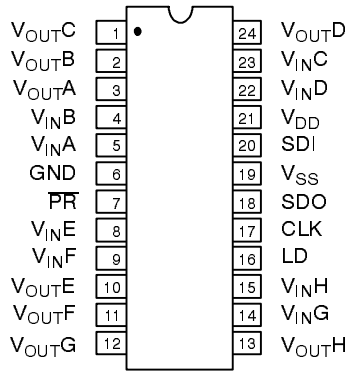 VOUTC 1 24 VOUTD
VOUTB 2 23 VINC
VOUTA 3 22 VIND
VINB 4 21 VDD
VINA 5 20 SDI
GND 6 19 VSS
PR 7 18 SDO
VINE 8 17 CLK
VINF 9 16 LD
VOUTE 10 15 VINH
VOUTF 11 14 VING
VOUTG 12 13 VOUTH